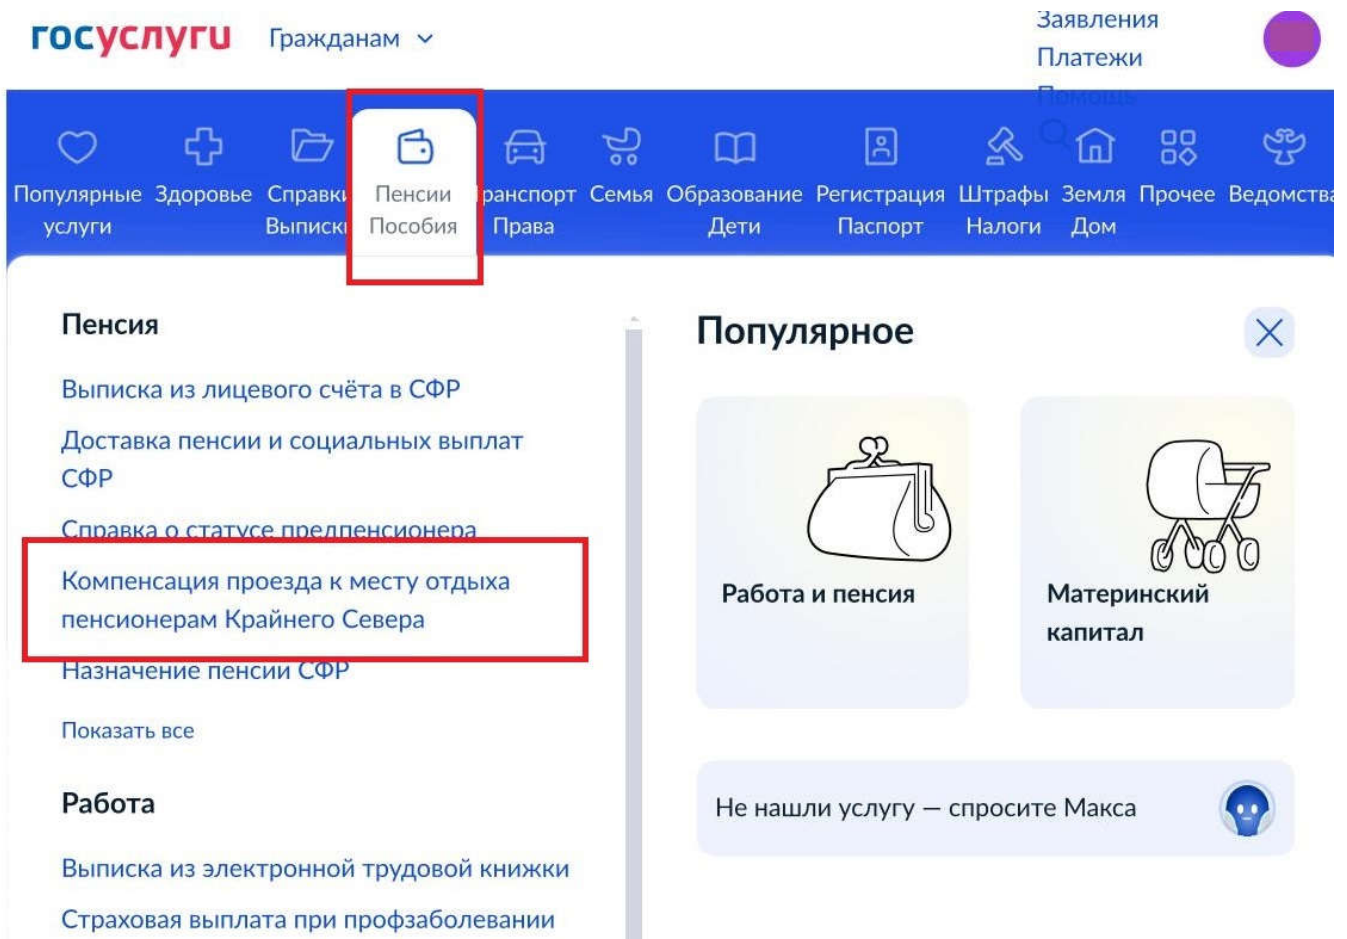 госуслуги Гражданам
Заявления
Платежи
Помощь
Популярные услуги
Здоровье
Справки Выписки
Пенсии Пособия
Транспорт Права
Семья
Образование Дети
Регистрация Паспорт
Штрафы Налоги
Земля Дом
Прочее
Ведомства
Пенсия
Выписка из лицевого счёта в СФР
Доставка пенсии и социальных выплат
СФР
Справка о статусе предпенсионера
Компенсация проезда к месту отдыха
пенсионерам Крайнего Севера
Назначение пенсии СФР
Показать все
Работа
Выписка из электронной трудовой книжки
Страховая выплата при профзаболевании
Популярное
Работа и пенсия
Материнский
капитал
Не нашли услугу — спросите Макса